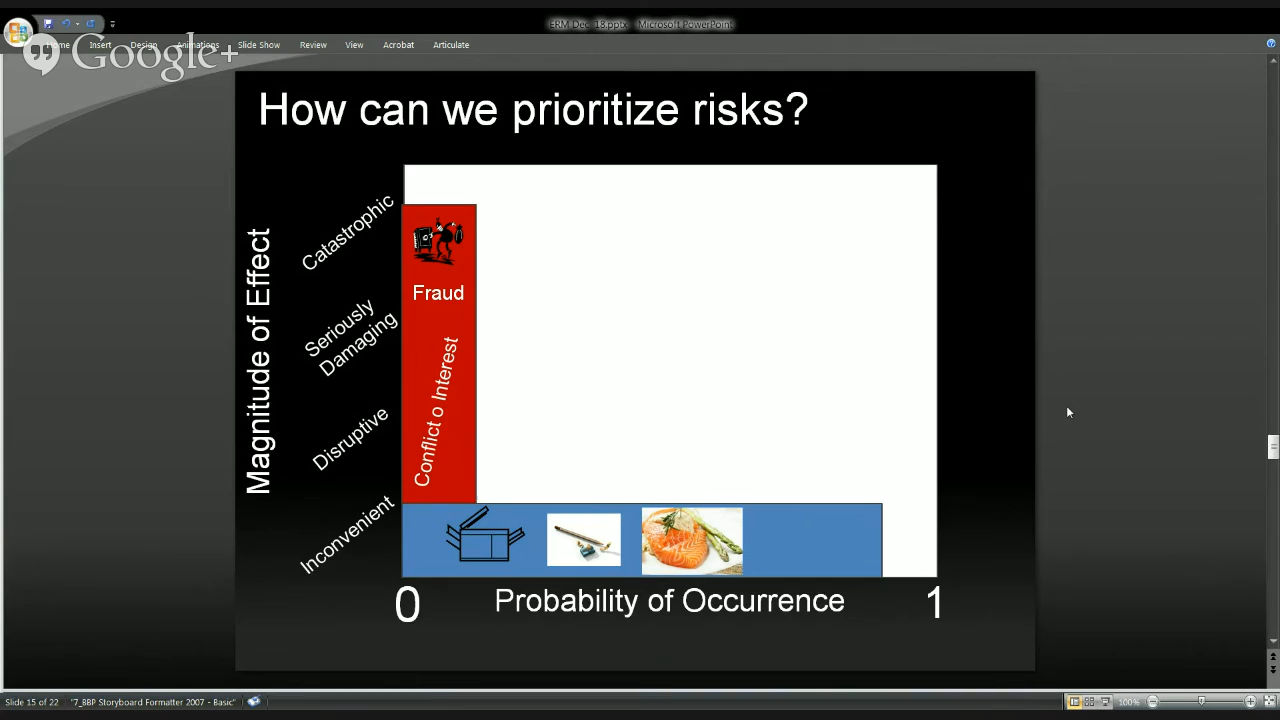 ERM Dec. 18.pptx - Microsoft PowerPoint
Home Insert Design Animations Slide Show Review View Acrobat Articulate
Google+
How can we prioritize risks?
Magnitude of Effect
Catastrophic
Seriously
Damaging
Disruptive
Inconvenient
Fraud
Conflict o Interest
0 Probability of Occurrence 1
Slide 15 of 22 "7_BBP Storyboard Formatter 2007 - Basic" 100%